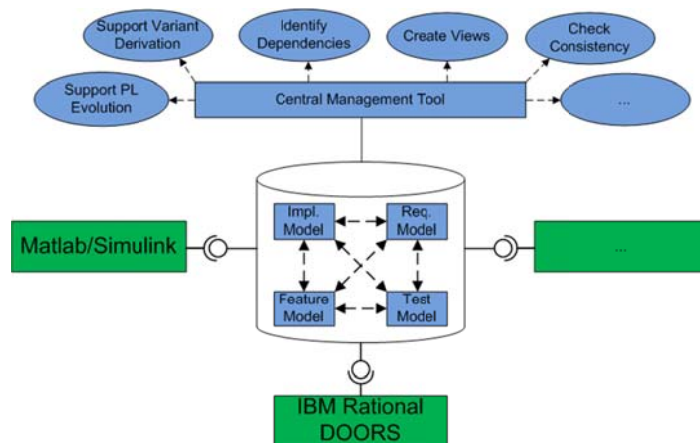 Support Variant
Derivation
Identify
Dependencies
Create Views
Check
Consistency
Support PL
Evolution
Central Management Tool
...
Impl.
Model
Req.
Model
Matlab/Simulink
...
Feature
Model
Test
Model
IBM Rational
DOORS